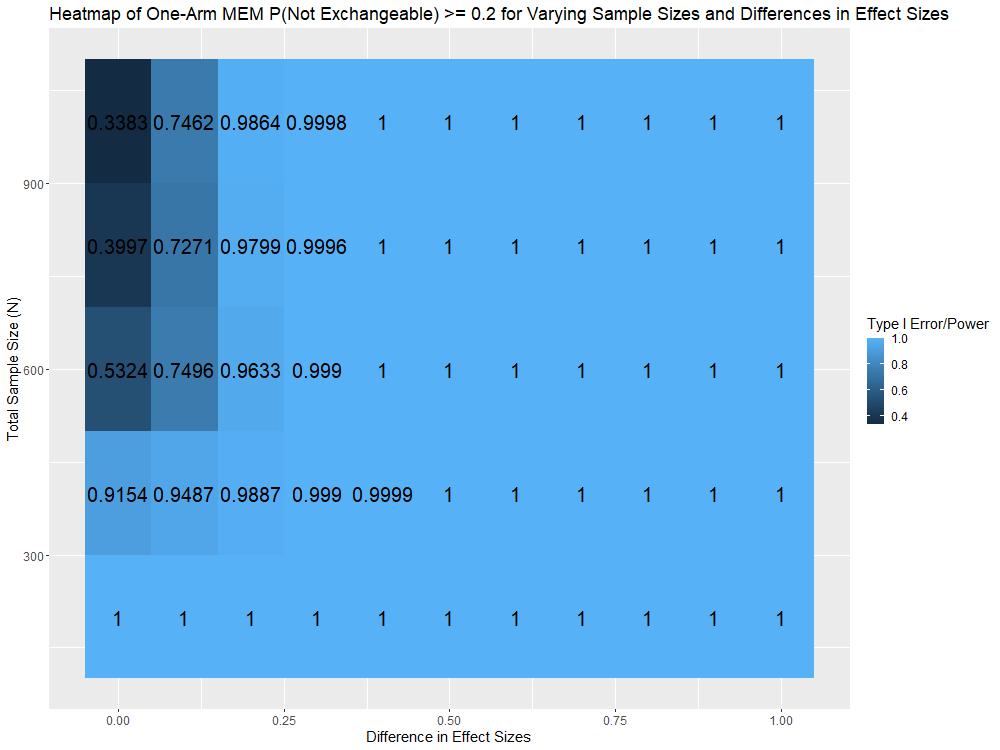 Heatmap of One-Arm MEM P(Not Exchangeable) >= 0.2 for Varying Sample Sizes and Differences in Effect Sizes
Total Sample Size (N)
900
600
300
0.3383 0.7462 0.9864 0.9998 1 1 1 1 1 1 1
0.3997 0.7271 0.9799 0.9996 1 1 1 1 1 1 1
0.5324 0.7496 0.9633 0.999 1 1 1 1 1 1 1
0.9154 0.9487 0.9887 0.999 0.9999 1 1 1 1 1 1
1 1 1 1 1 1 1 1 1 1 1
0.00 0.25 0.50 0.75 1.00
Difference in Effect Sizes
Type I Error/Power
1.0
0.8
0.6
0.4